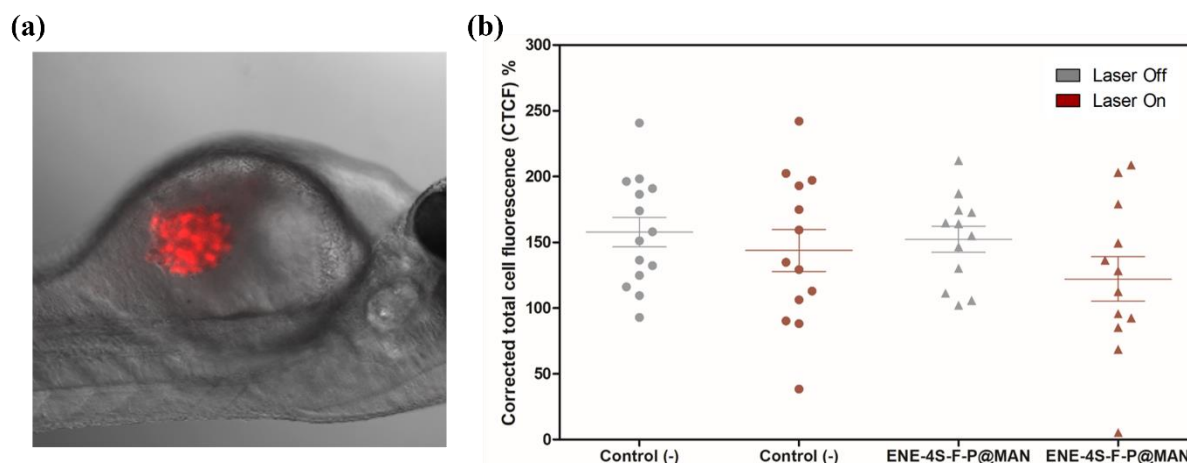 (a)
(b)
Corrected total cell fluorescence (CTCF) %
300
250
200
150
100
50
0
Laser Off
Laser On
Control (-) Control (-) ENE-4S-F-P@MAN ENE-4S-F-P@MAN